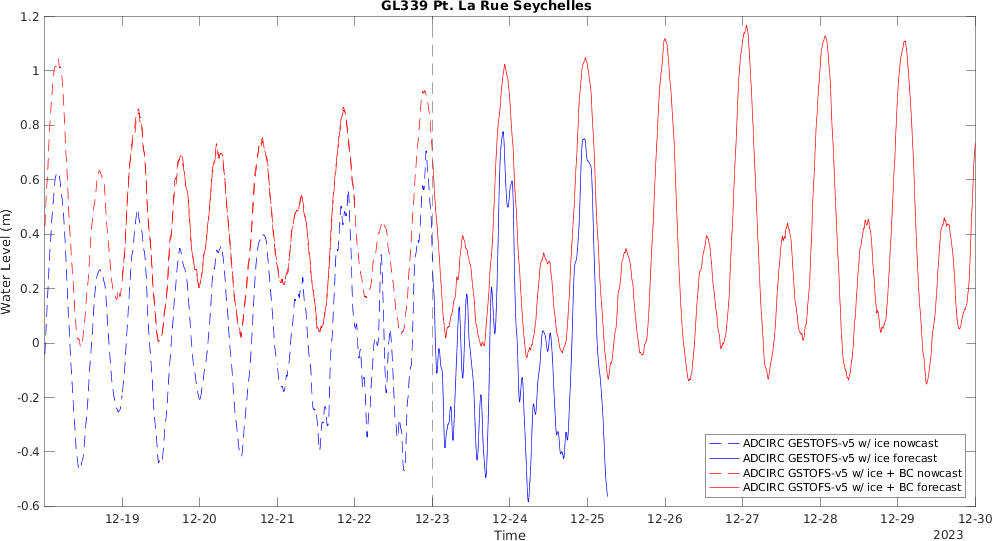 GL339 Pt. La Rue Seychelles
Water Level (m)
1.2
1
0.8
0.6
0.4
0.2
0
-0.2
-0.4
-0.6
ADCIRC GESTOFS-v5 w/ ice nowcast
ADCIRC GESTOFS-v5 w/ ice forecast
ADCIRC GSTOFS-v5 w/ ice + BC nowcast
ADCIRC GSTOFS-v5 w/ ice + BC forecast
12-19 12-20 12-21 12-22 12-23 12-24 12-25 12-26 12-27 12-28 12-29 12-30
Time
2023